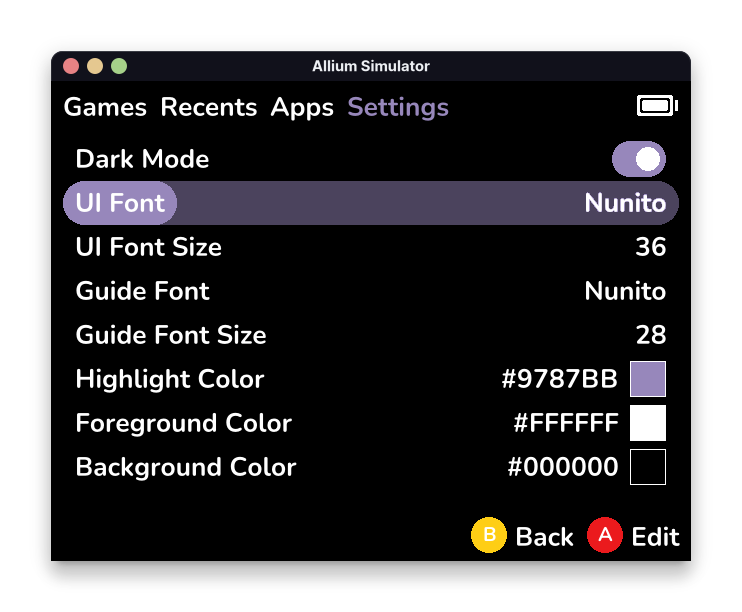 Allium Simulator
Games Recents Apps Settings
Dark Mode
UI Font Nunito
UI Font Size 36
Guide Font Nunito
Guide Font Size 28
Highlight Color #9787BB
Foreground Color #FFFFFF
Background Color #000000
B Back A Edit